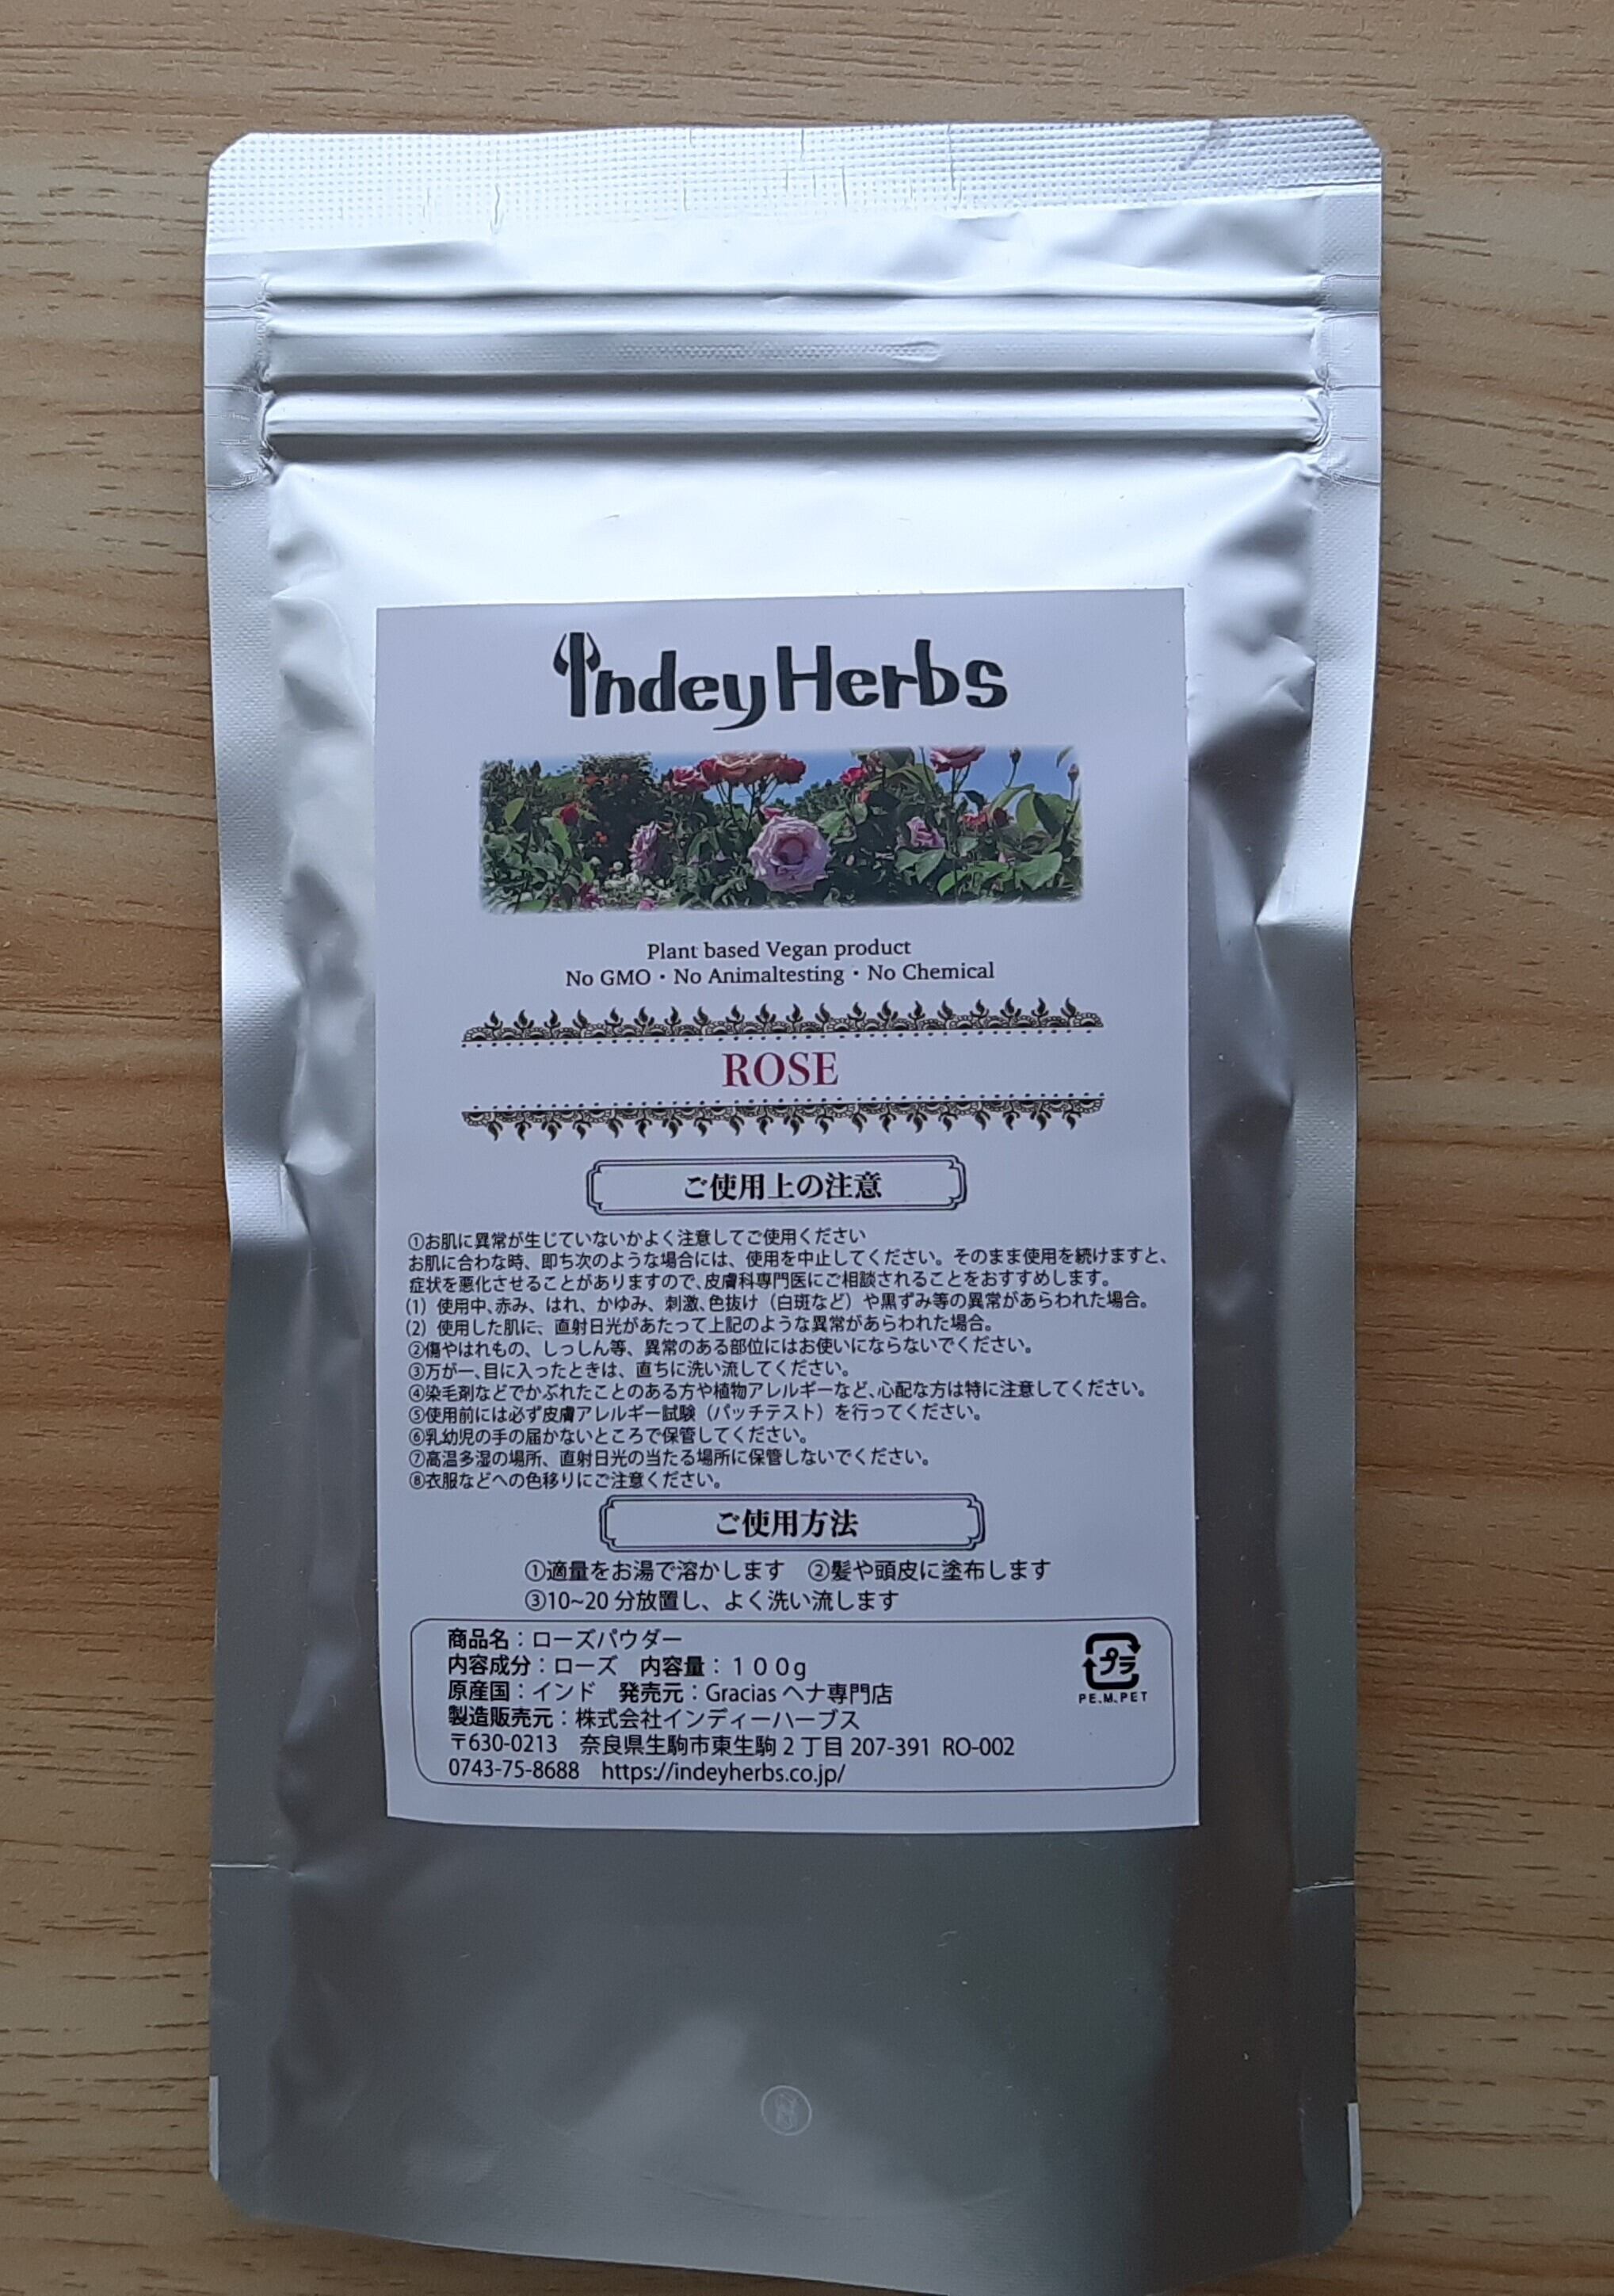 Indey Herbs
Plant based Vegan product
No GMO・No Animaltesting・No Chemical
ROSE
ご使用上の注意
①お肌に異常が生じていないかよく注意してご使用ください
お肌に合わな時、即ち次のような場合には、使用を中止してください。そのまま使用を続けますと、
症状を悪化させることがありますので、皮膚科専門医にご相談されることをおすすめします。
(1) 使用中、赤み、はれ、かゆみ、刺激、色抜け（白斑など）や黒ずみ等の異常があらわれた場合。
(2) 使用した肌に、直射日光があたって上記のような異常があらわれた場合。
②傷やはれもの、しっしん等、異常のある部位にはお使いにならないでください。
③万が一、目に入ったときは、直ちに洗い流してください。
④染毛剤などでかぶれたことのある方や植物アレルギーなど、心配な方は特に注意してください。
⑤使用前には必ず皮膚アレルギー試験（パッチテスト）を行ってください。
⑥乳幼児の手の届かないところで保管してください。
⑦高温多湿の場所、直射日光の当たる場所に保管しないでください。
⑧衣服などへの色移りにご注意ください。
ご使用方法
①適量をお湯で溶かします　②髪や頭皮に塗布します
③10~20 分放置し、よく洗い流します
商品名：ローズパウダー
内容成分：ローズ　内容量：１００g
原産国：インド　発売元：Gracias ヘナ専門店
製造販売元：株式会社インディーハーブス
〒630-0213　奈良県生駒市東生駒 2 丁目 207-391 RO-002
0743-75-8688　https://indeyherbs.co.jp/
プラ
PE.M.PET